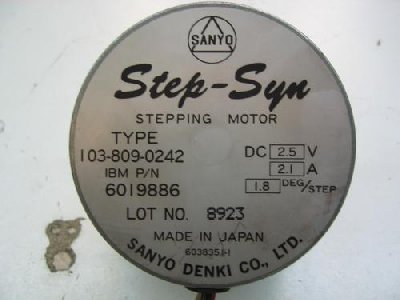 SANYO
Step-Syn
STEPPING MOTOR
TYPE
103-809-0242 DC 2.5 V
IBM P/N 2.1 A
6019886 1.8 DEG/STEP
LOT NO. 8923
MADE IN JAPAN
SANYO DENKI CO., LTD.